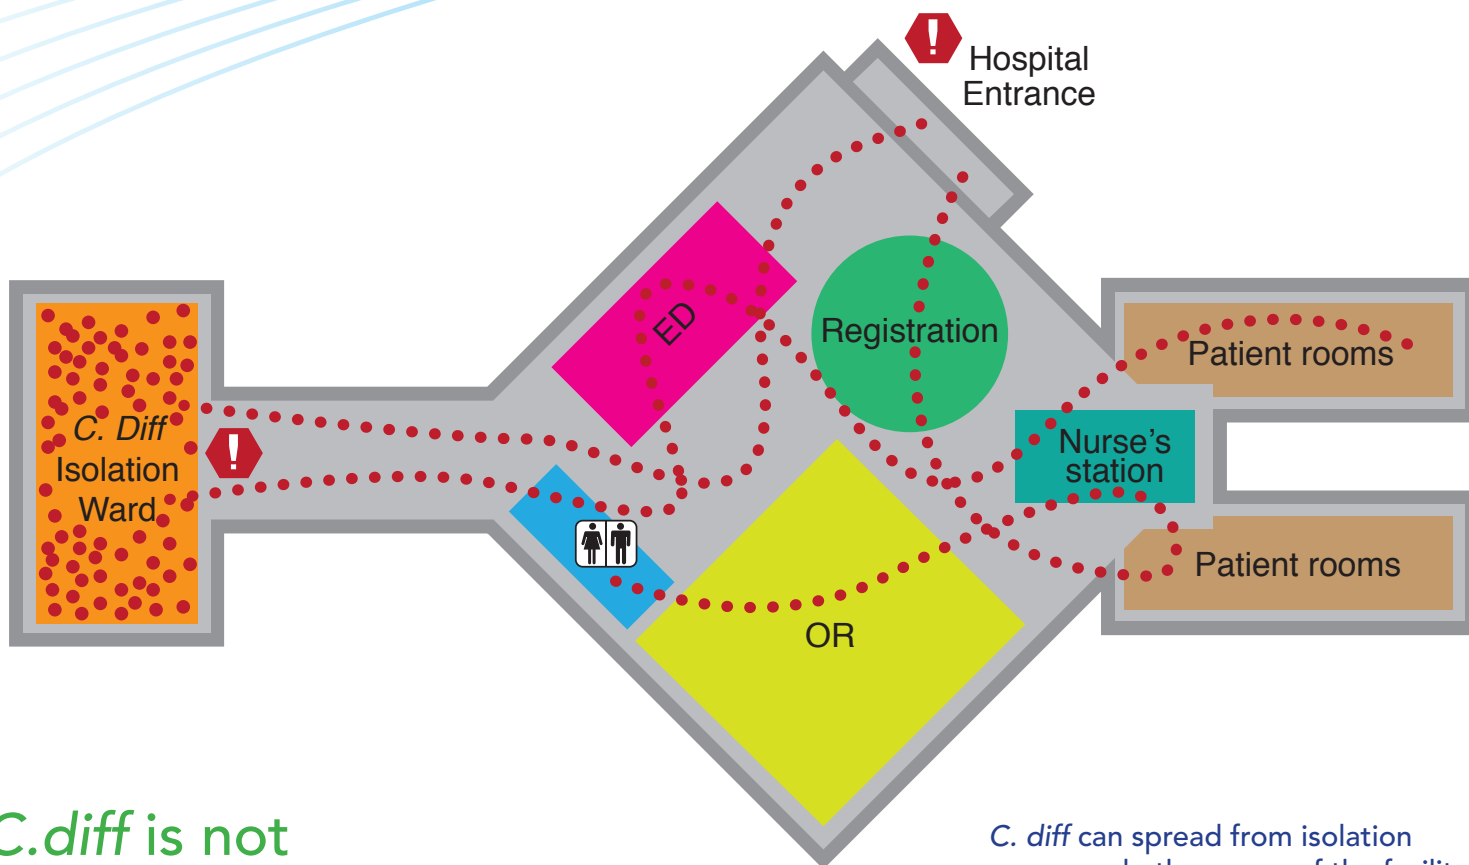 !
Hospital
Entrance
ED
Registration
Patient rooms
C. Diff
Isolation
Ward
!
Nurse's
station
Patient rooms
OR
C.diff is not
C. diff can spread from isolation